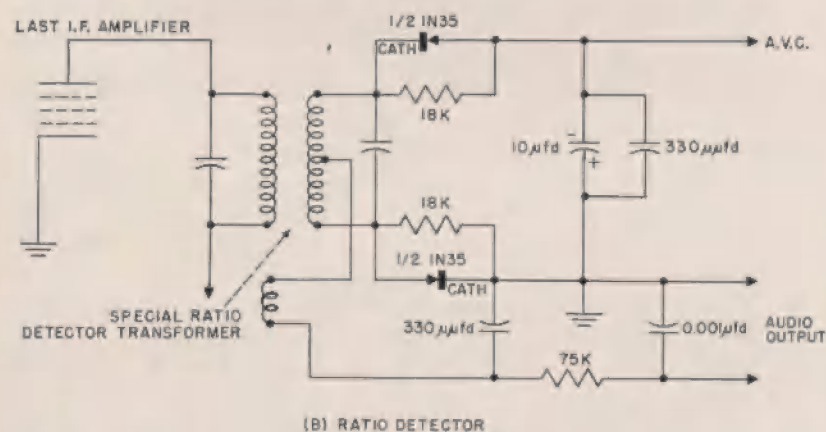 LAST I.F. AMPLIFIER
1/2 IN35
CATH
A.V.C.
18K
10µfd
-
+
330µµfd
18K
1/2 IN35
CATH
SPECIAL RATIO
DETECTOR TRANSFORMER
330µµfd
0.001µfd
AUDIO
OUTPUT
75K
(B) RATIO DETECTOR